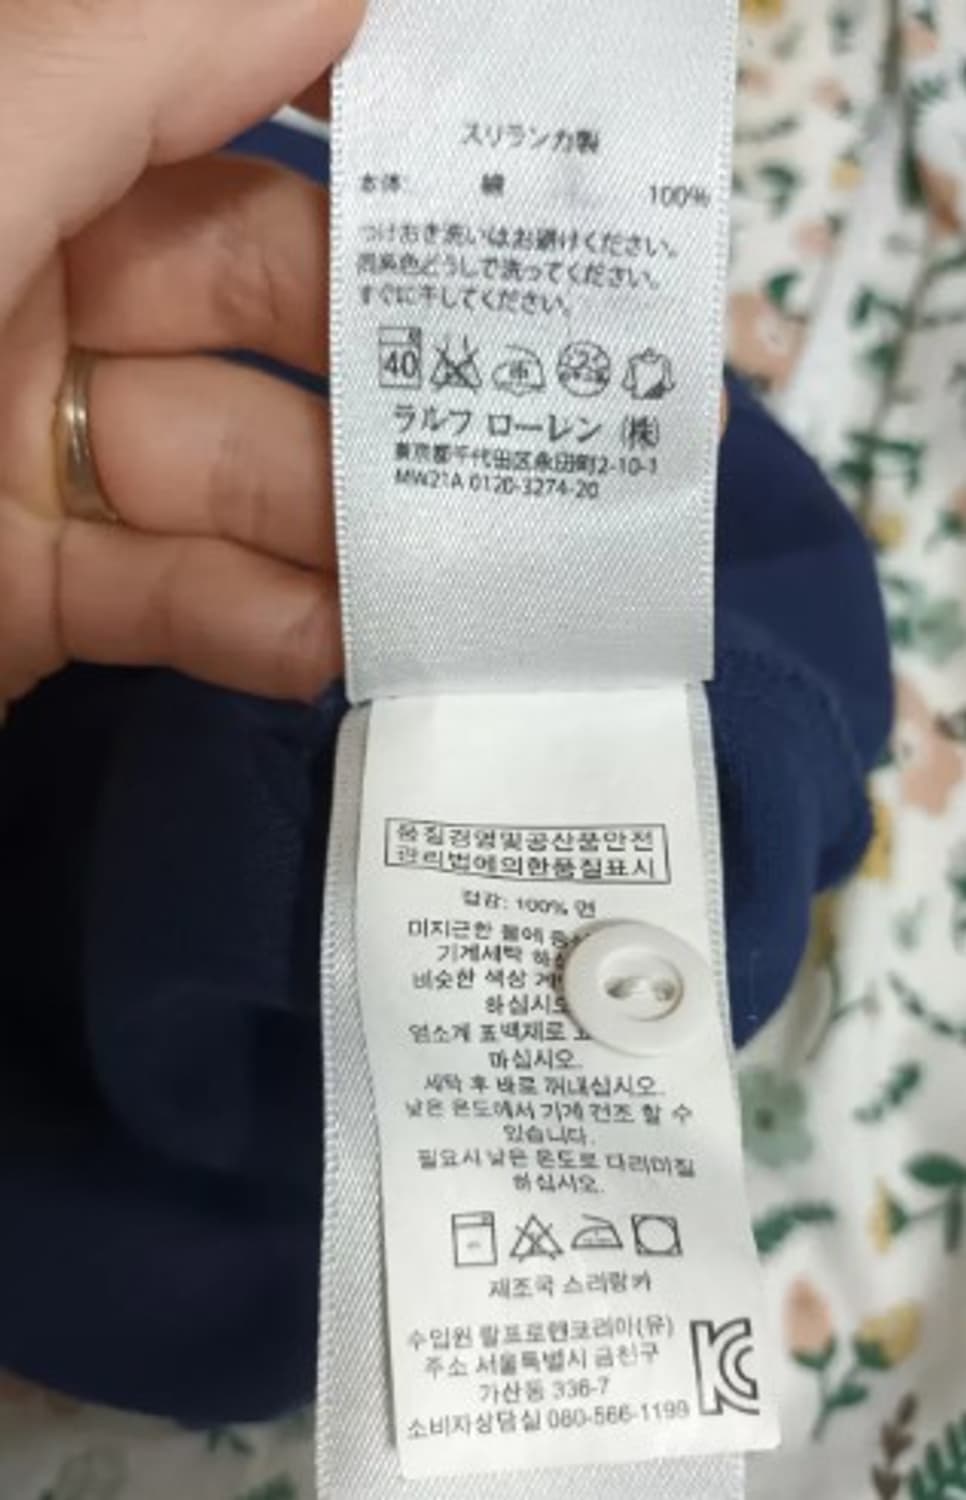 スリランカ製
本体 綿 100%
つけおき洗いはお避けください。
同系色どうしで洗ってください。
すぐに干してください。
40 中
ラルフ ローレン (株)
東京都千代田区永田町2-10-3
MW21A 0120-3274-20
품질경영및공산품안전
관리법에의한품질표시
겉감: 100% 면
미지근한 물에
기계세탁
비슷한 색상
하십시오
염소계 표백제로
마십시오.
세탁 후 바로 꺼내십시오.
낮은 온도에서 기계 건조 할 수
있습니다.
필요시 낮은 온도로 다리미질
하십시오.
제조국 스리랑카
수입원 랄프로렌코리아(유)
주소 서울특별시 금천구
가산동 336-7
소비자상담실 080-566-1199